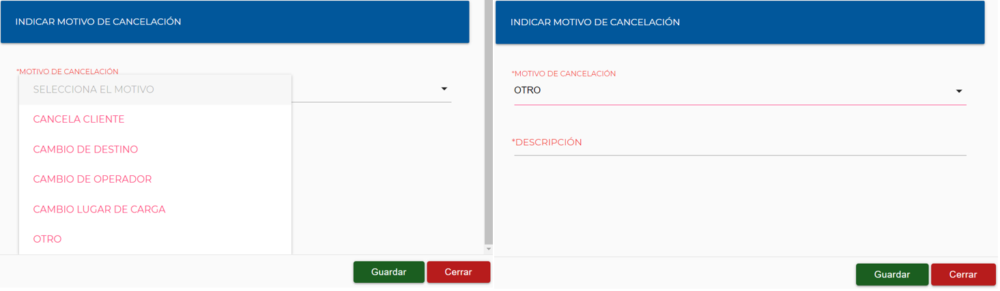 INDICAR MOTIVO DE CANCELACIÓN
*MOTIVO DE CANCELACIÓN
SELECCIONA EL MOTIVO
CANCELA CLIENTE
CAMBIO DE DESTINO
CAMBIO DE OPERADOR
CAMBIO LUGAR DE CARGA
OTRO
Guardar
Cerrar
INDICAR MOTIVO DE CANCELACIÓN
*MOTIVO DE CANCELACIÓN
OTRO
*DESCRIPCIÓN
Guardar
Cerrar